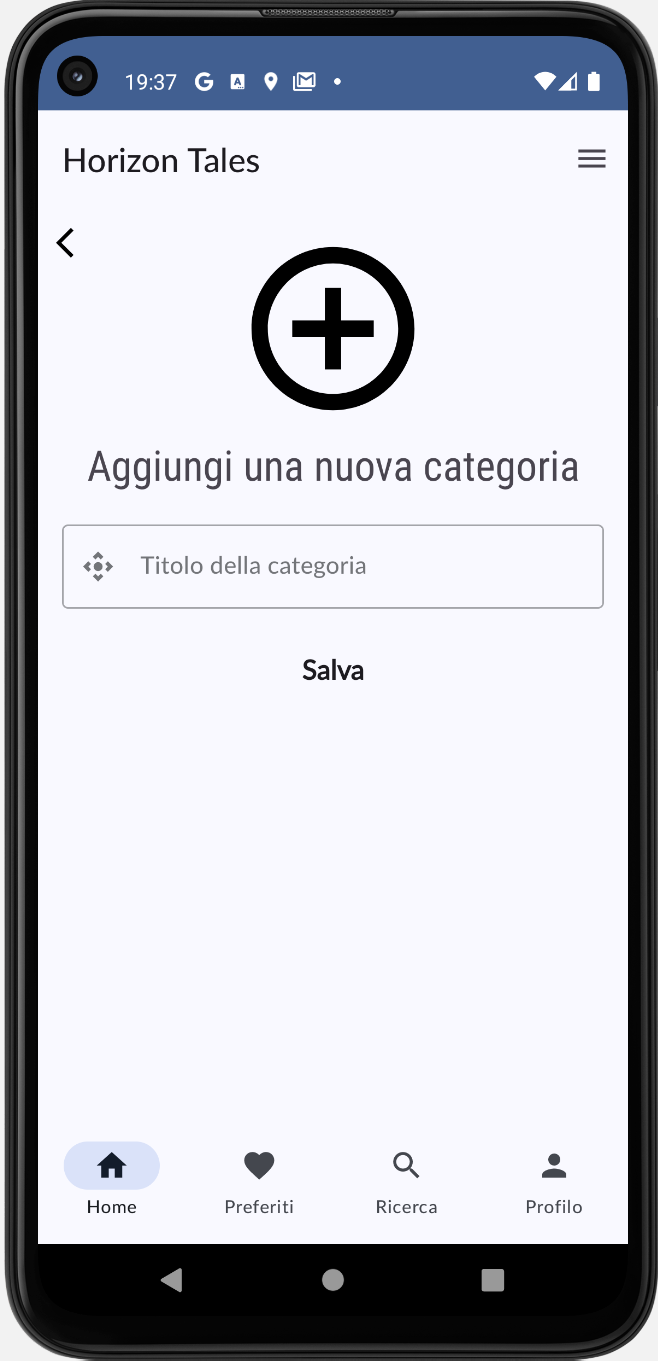 19:37
Horizon Tales
Aggiungi una nuova categoria
Titolo della categoria
Salva
Home Preferiti Ricerca Profilo